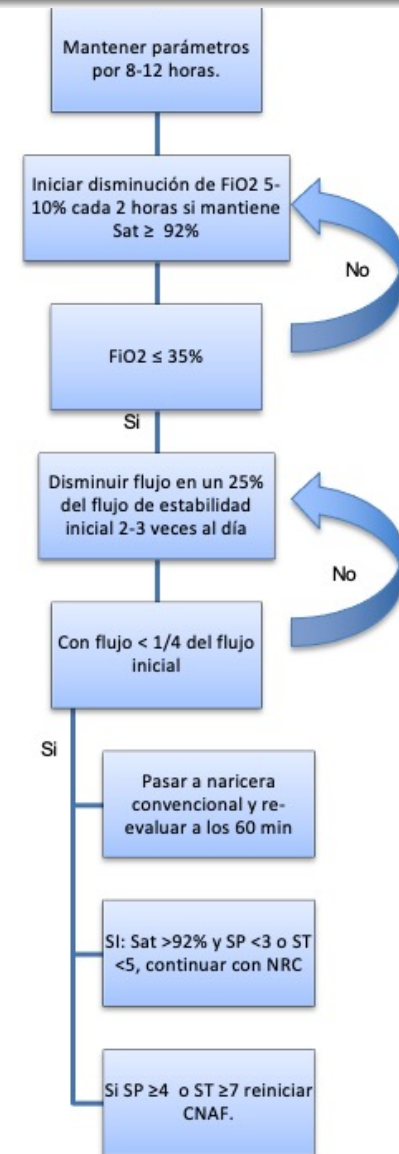 Mantener parámetros
por 8-12 horas.
Iniciar disminución de FiO2 5-
10% cada 2 horas si mantiene
Sat ≥ 92%
No
FiO2 ≤ 35%
Si
Disminuir flujo en un 25%
del flujo de estabilidad
inicial 2-3 veces al día
No
Con flujo < 1/4 del flujo
inicial
Si
Pasar a naricera
convencional y re-
evaluar a los 60 min
SI: Sat >92% y SP <3 o ST
<5, continuar con NRC
Si SP ≥4 o ST ≥7 reiniciar
CNAF.